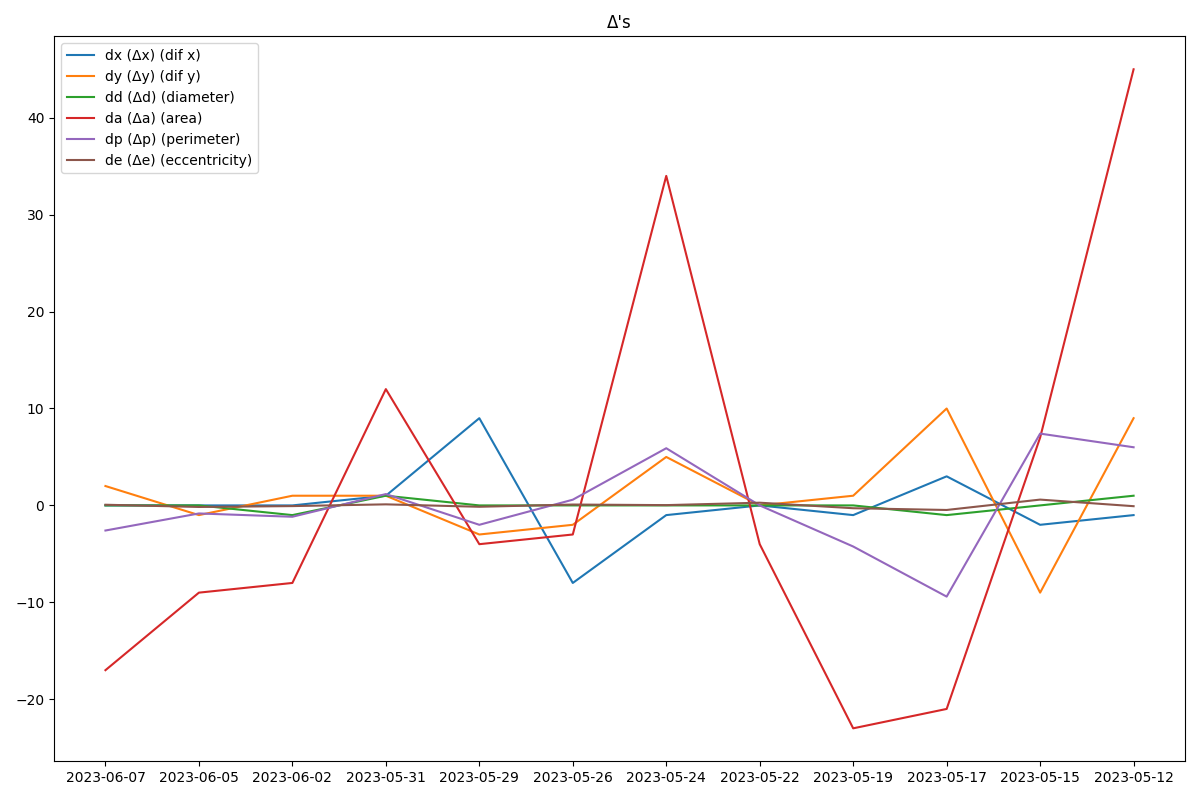 Δ's
dx (Δx) (dif x)
dy (Δy) (dif y)
dd (Δd) (diameter)
da (Δa) (area)
dp (Δp) (perimeter)
de (Δe) (eccentricity)
40
30
20
10
0
−10
−20
2023-06-07 2023-06-05 2023-06-02 2023-05-31 2023-05-29 2023-05-26 2023-05-24 2023-05-22 2023-05-19 2023-05-17 2023-05-15 2023-05-12